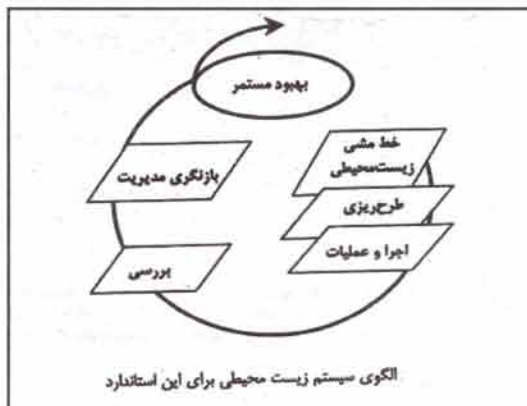 بهبود مستمر
خط مشی
زیست‌محیطی
طرح‌ریزی
اجرا و عملیات
بررسی
بازنگری مدیریت
الگوی سیستم زیست محیطی برای این استاندارد